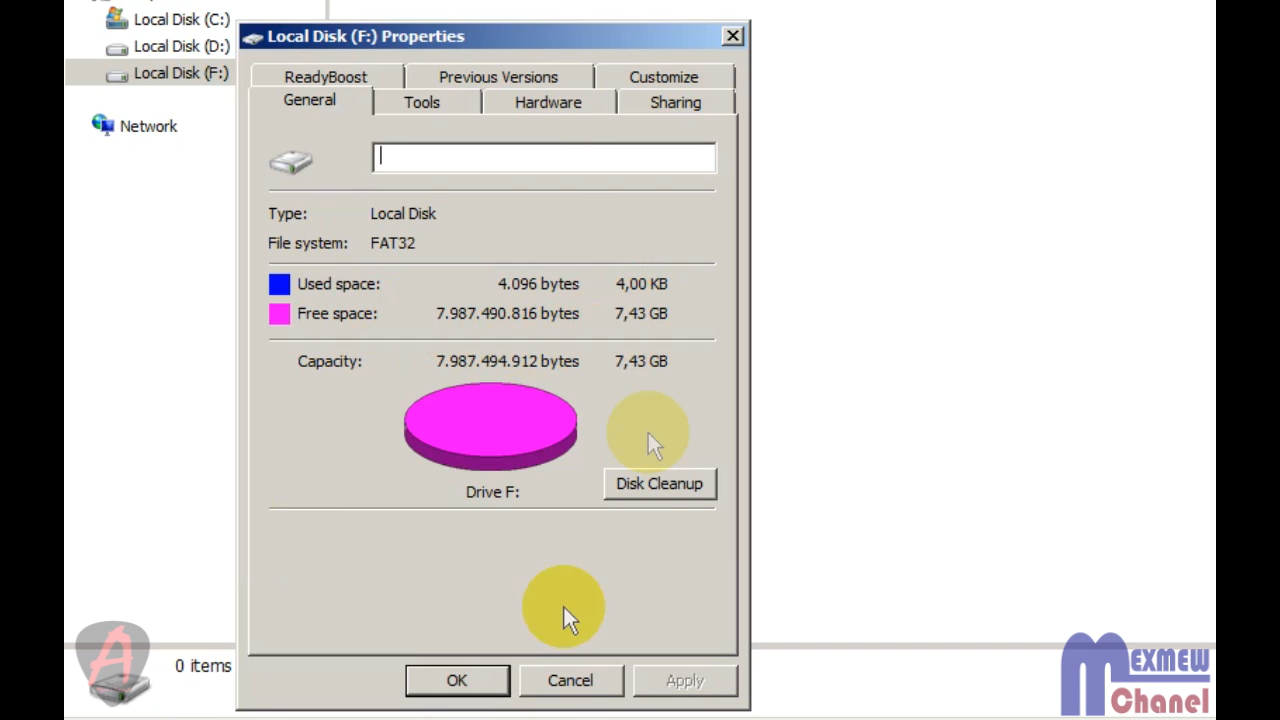 Local Disk (C:)
Local Disk (D:)
Local Disk (F:)
Network
Local Disk (F:) Properties
ReadyBoost Previous Versions Customize
General Tools Hardware Sharing
Type: Local Disk
File system: FAT32
Used space: 4.096 bytes 4,00 KB
Free space: 7.987.490.816 bytes 7,43 GB
Capacity: 7.987.494.912 bytes 7,43 GB
Drive F: Disk Cleanup
OK Cancel Apply
0 items
A
MEXMEW
Chanel